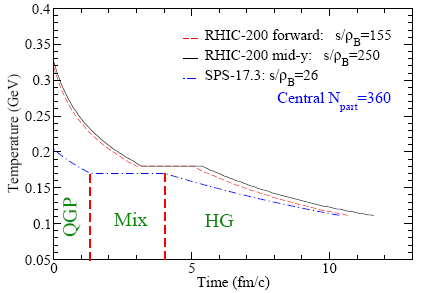 0.4
0.35
0.3
0.25
0.2
0.15
0.1
0.05
Temperature (GeV)
RHIC-200 forward: s/ρB=155
RHIC-200 mid-y: s/ρB=250
SPS-17.3: s/ρB=26
Central Npart=360
QGP
Mix
HG
0
5
10
Time (fm/c)